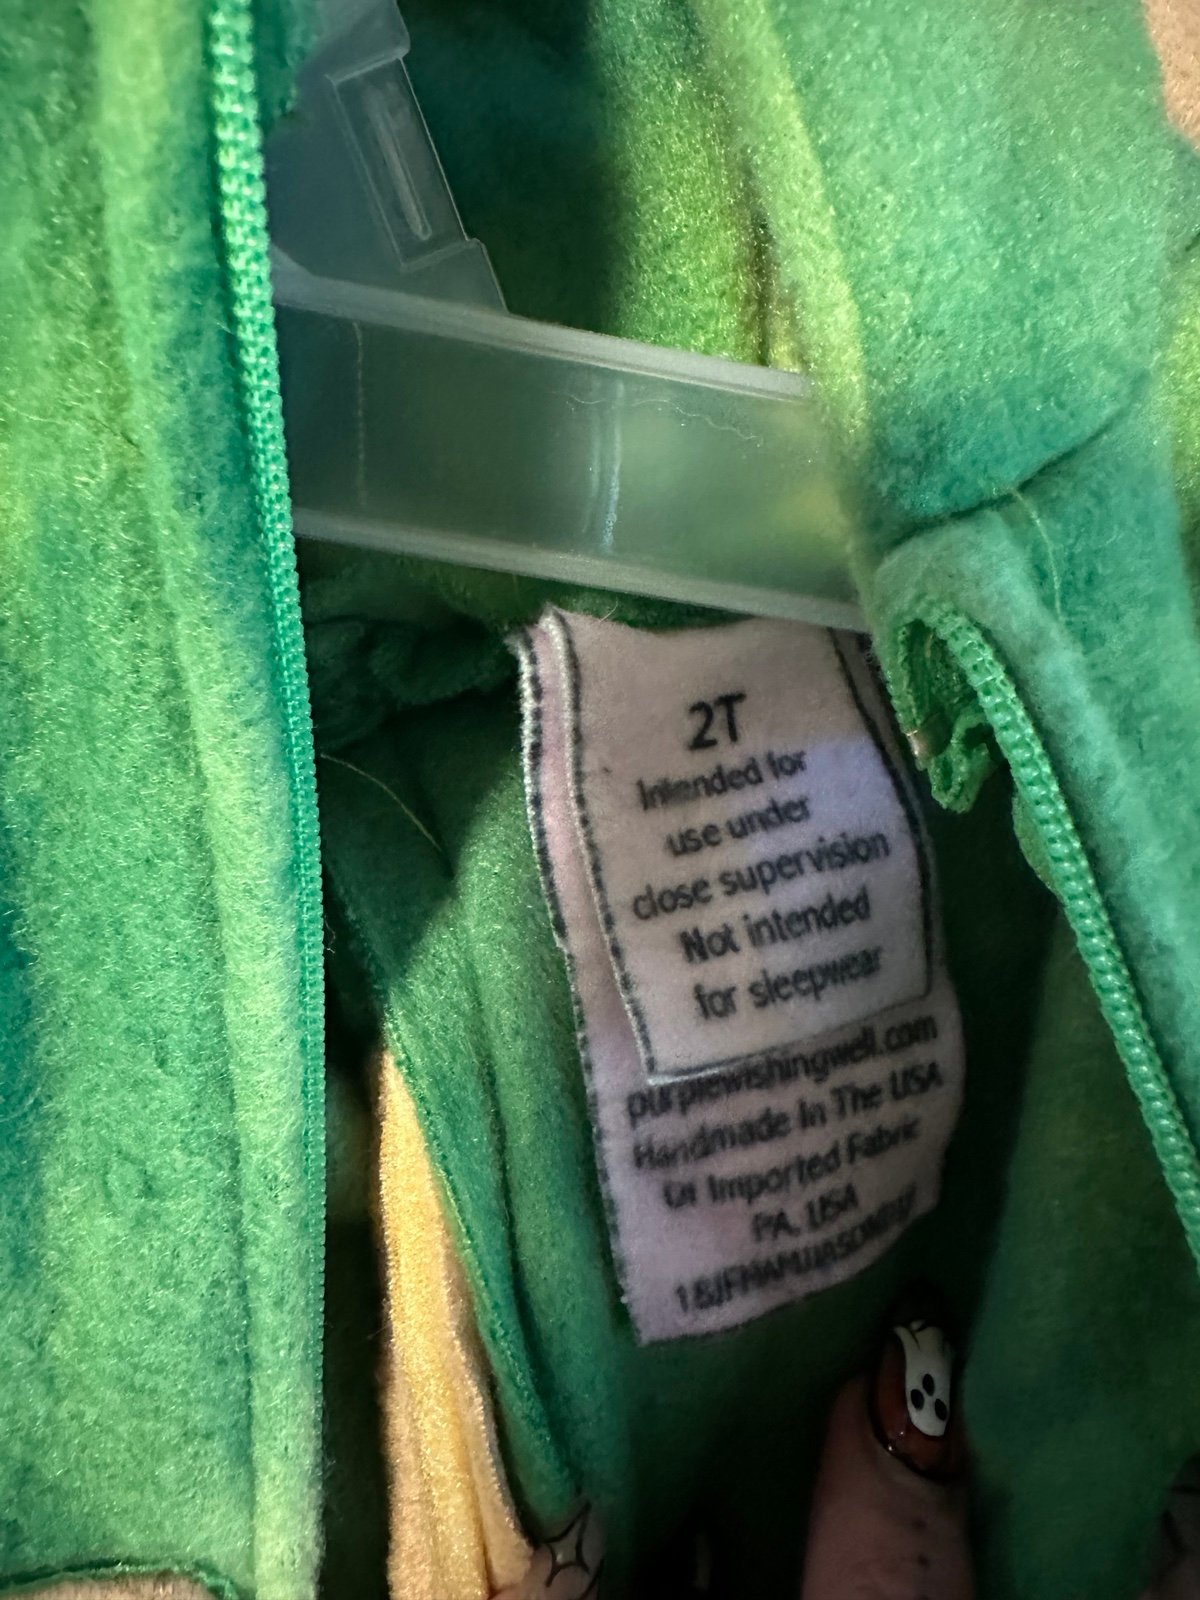 2T
Intended for
use under
close supervision
Not intended
for sleepwear
purplewishingwell.com
Handmade In The USA
Or Imported Fabric
PA. USA